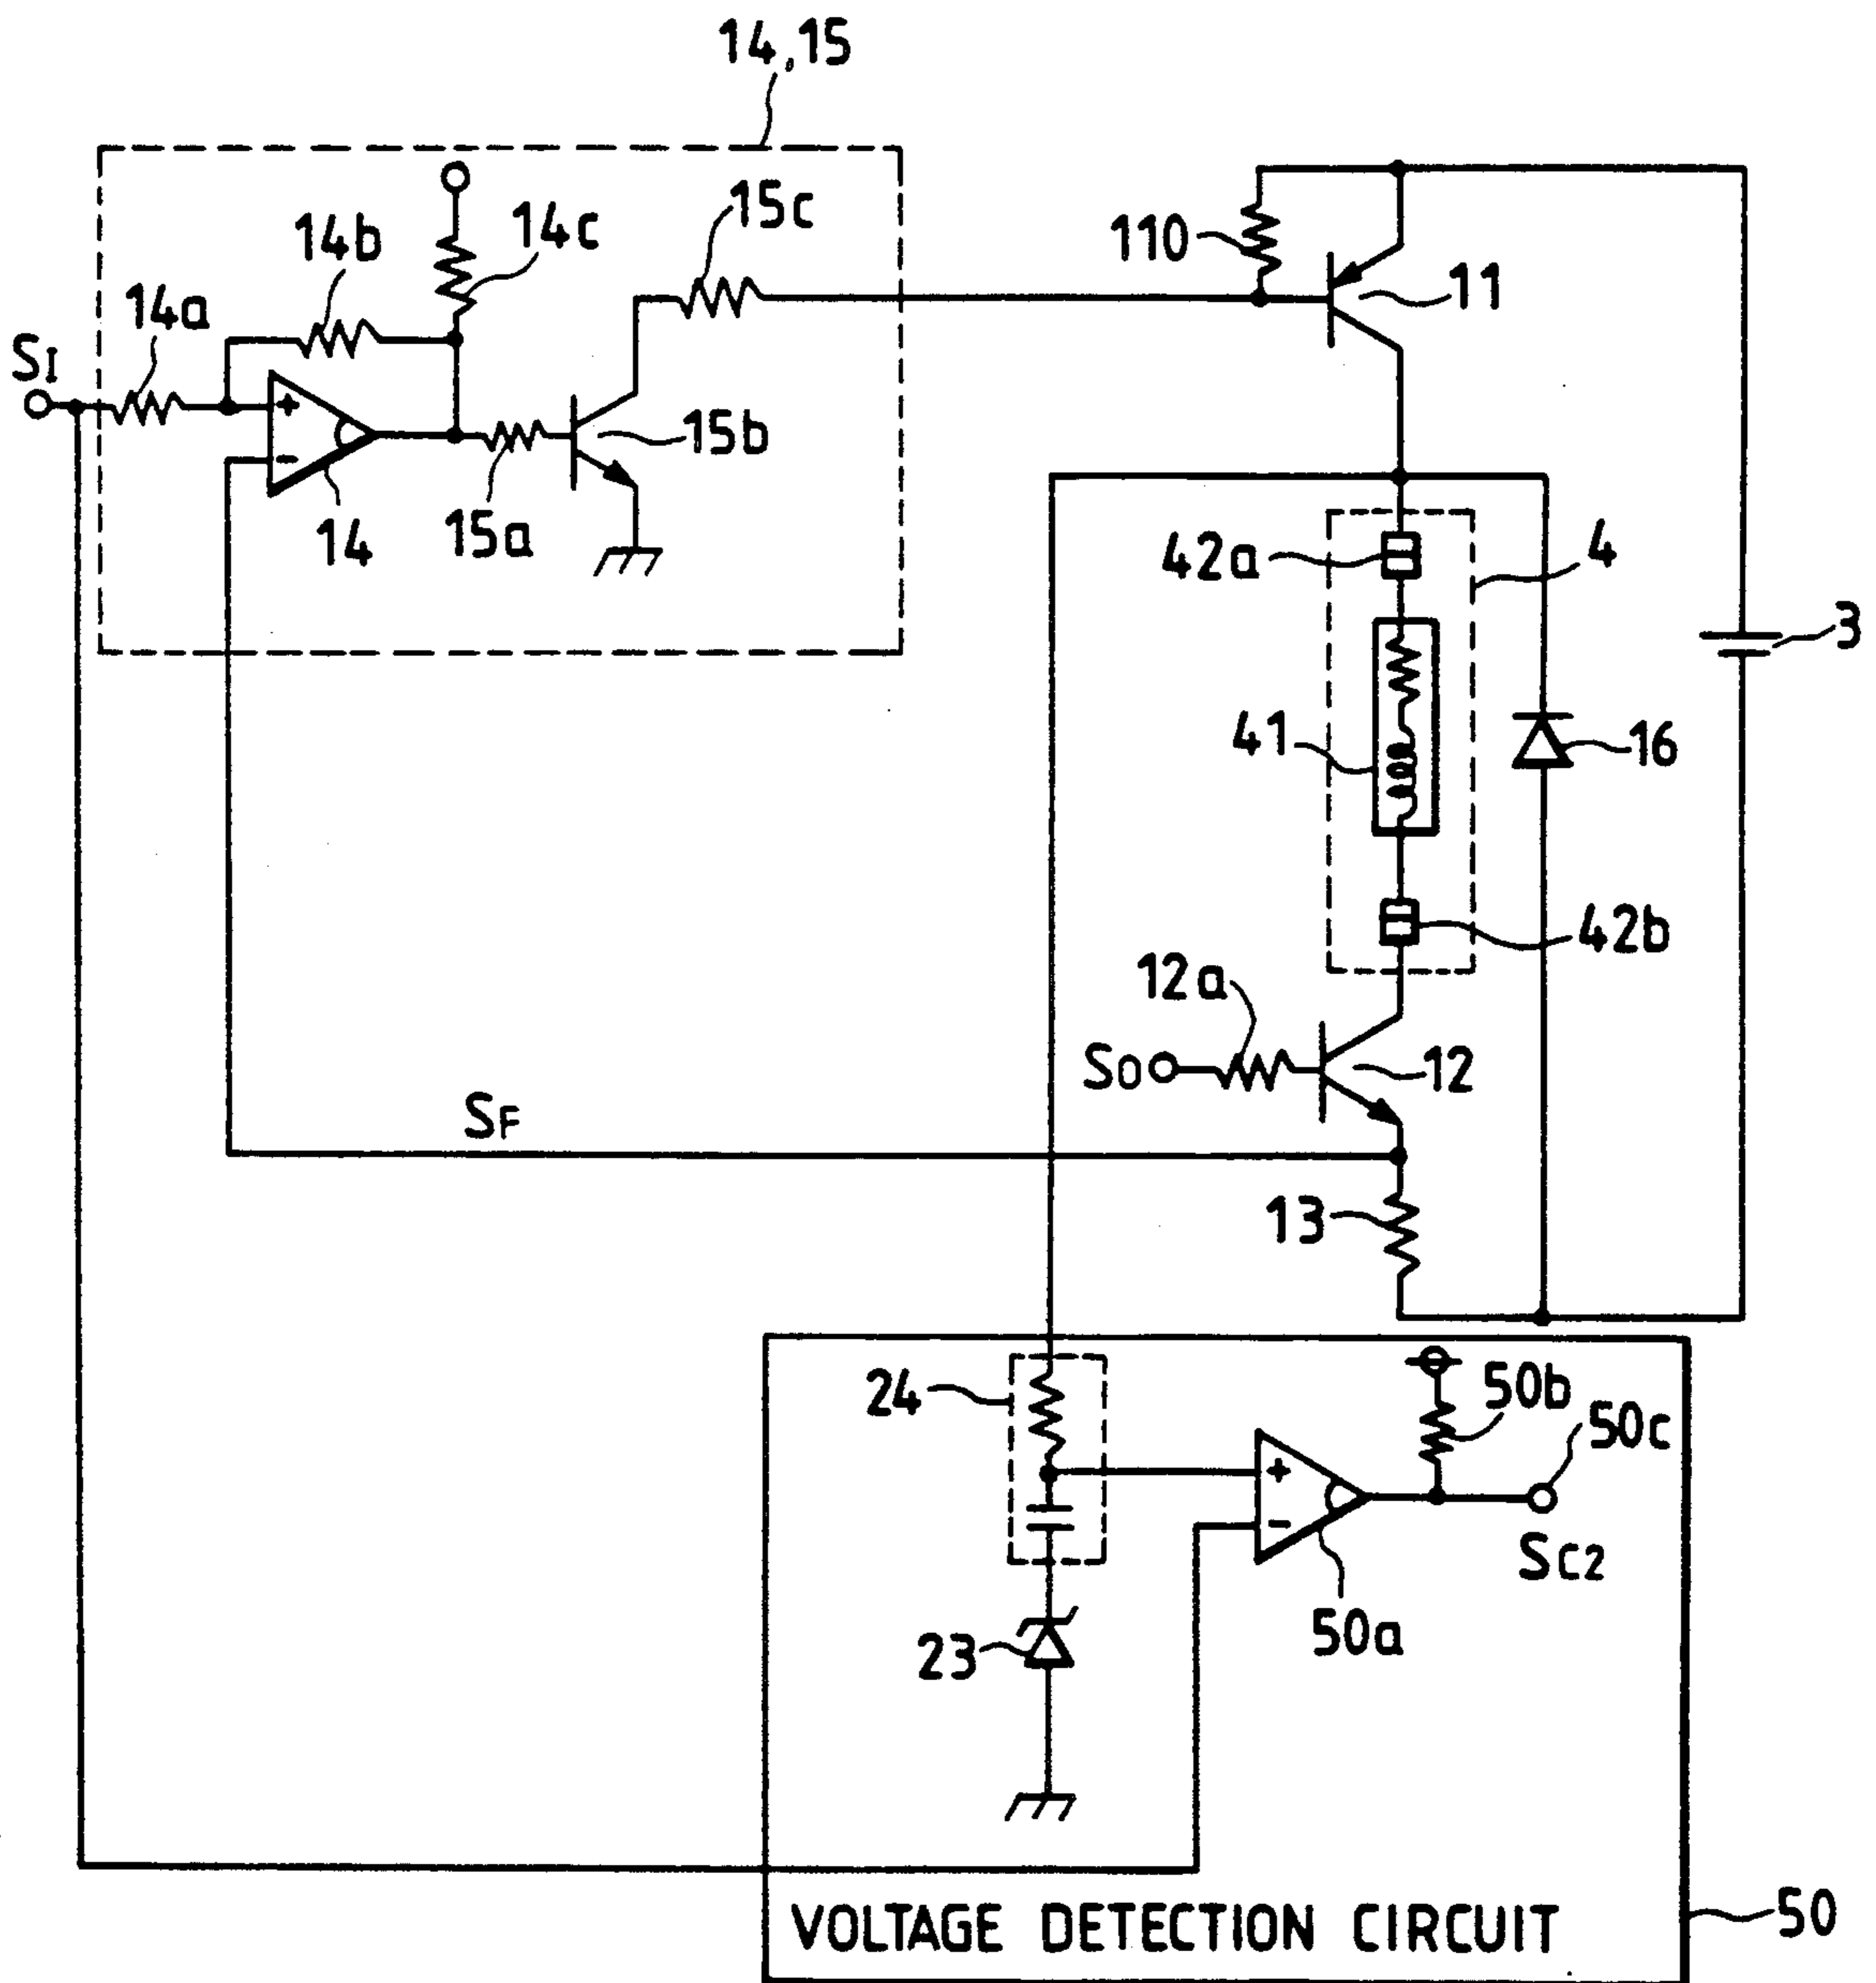 14,15
15c
14b
14c
110
11
14a
SI
15b
14
15a
42a
4
3
41
16
42b
12a
SO
12
SF
13
24
50b
50c
SC2
50a
23
50
VOLTAGE DETECTION CIRCUIT
+
-
+
-